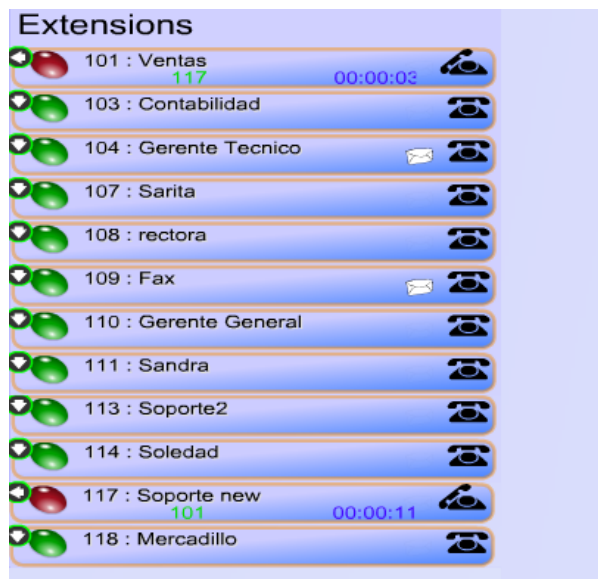 Extensions
101 : Ventas
117 00:00:03
103 : Contabilidad
104 : Gerente Tecnico
107 : Sarita
108 : rectora
109 : Fax
110 : Gerente General
111 : Sandra
113 : Soporte2
114 : Soledad
117 : Soporte new
101 00:00:11
118 : Mercadillo